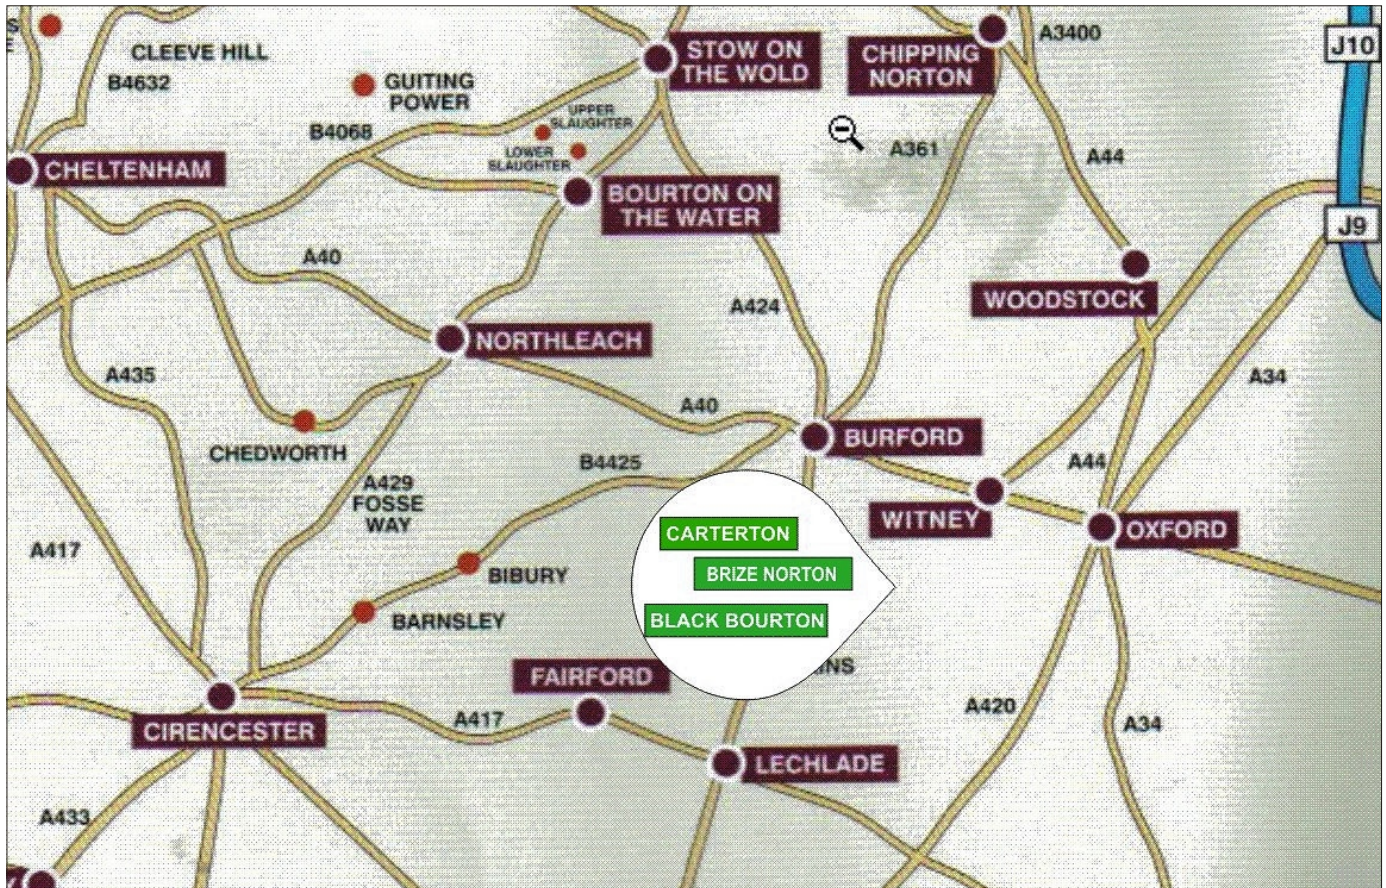 A3400
J10
CLEEVE HILL
B4632
STOW ON
THE WOLD
CHIPPING
NORTON
GUITING
POWER
UPPER
SLAUGHTER
B4068
LOWER
SLAUGHTER
A361
A44
CHELTENHAM
BOURTON ON
THE WATER
J9
A40
A424
WOODSTOCK
NORTHLEACH
A435
A34
A40
CHEDWORTH
BURFORD
B4425
A44
A429
FOSSE
WAY
WITNEY
OXFORD
CARTERTON
A417
BIBURY
BRIZE NORTON
BARNSLEY
BLACK BOURTON
FAIRFORD
A417
A420
A34
CIRENCESTER
LECHLADE
A433